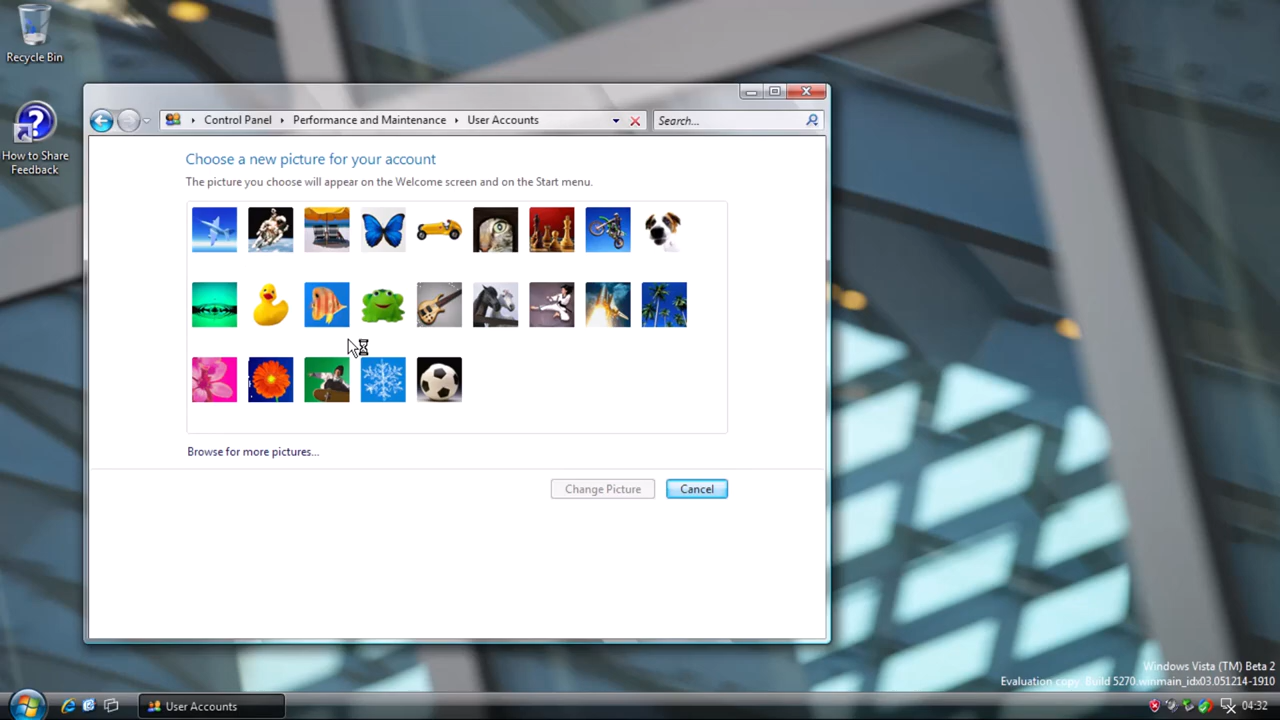 Recycle Bin
How to Share
Feedback
Control Panel
Performance and Maintenance
User Accounts
Search...
Choose a new picture for your account
The picture you choose will appear on the Welcome screen and on the Start menu.
Browse for more pictures...
Change Picture
Cancel
Windows Vista (TM) Beta 2
Evaluation copy. Build 5270.winmain_idx03.051214-1910
User Accounts
04:32